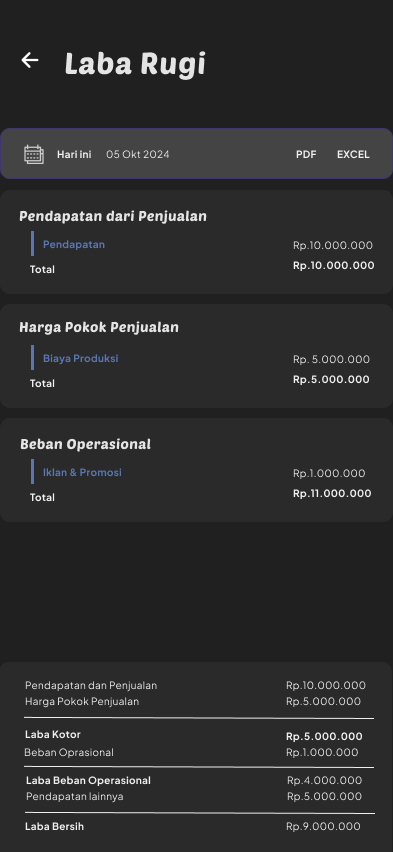 Laba Rugi
Hari ini 05 Okt 2024 PDF EXCEL
Pendapatan dari Penjualan
Pendapatan Rp.10.000.000
Total Rp.10.000.000
Harga Pokok Penjualan
Biaya Produksi Rp. 5.000.000
Total Rp.5.000.000
Beban Operasional
Iklan & Promosi Rp.1.000.000
Total Rp.11.000.000
Pendapatan dan Penjualan Rp.10.000.000
Harga Pokok Penjualan Rp.5.000.000
Laba Kotor Rp.5.000.000
Beban Oprasional Rp.1.000.000
Laba Beban Operasional Rp.4.000.000
Pendapatan lainnya Rp.5.000.000
Laba Bersih Rp.9.000.000